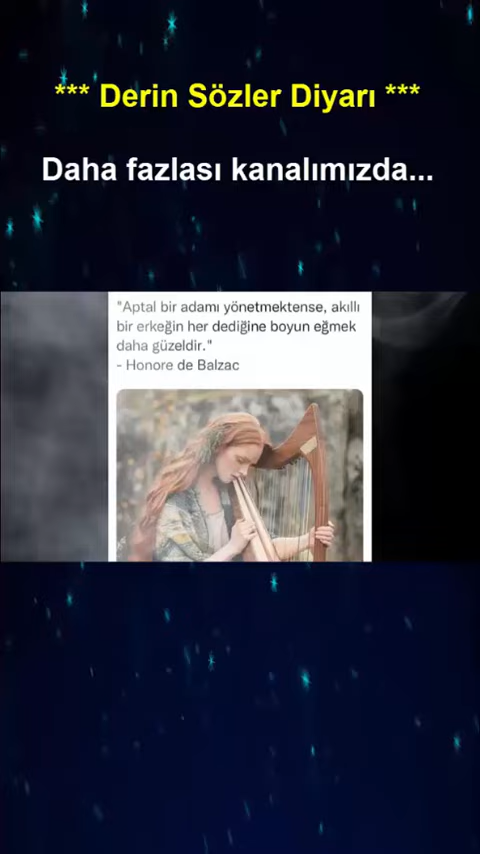 *** Derin Sözler Diyarı ***
Daha fazlası kanalımızda...
"Aptal bir adamı yönetmektense, akıllı
bir erkeğin her dediğine boyun eğmek
daha güzeldir."
- Honore de Balzac